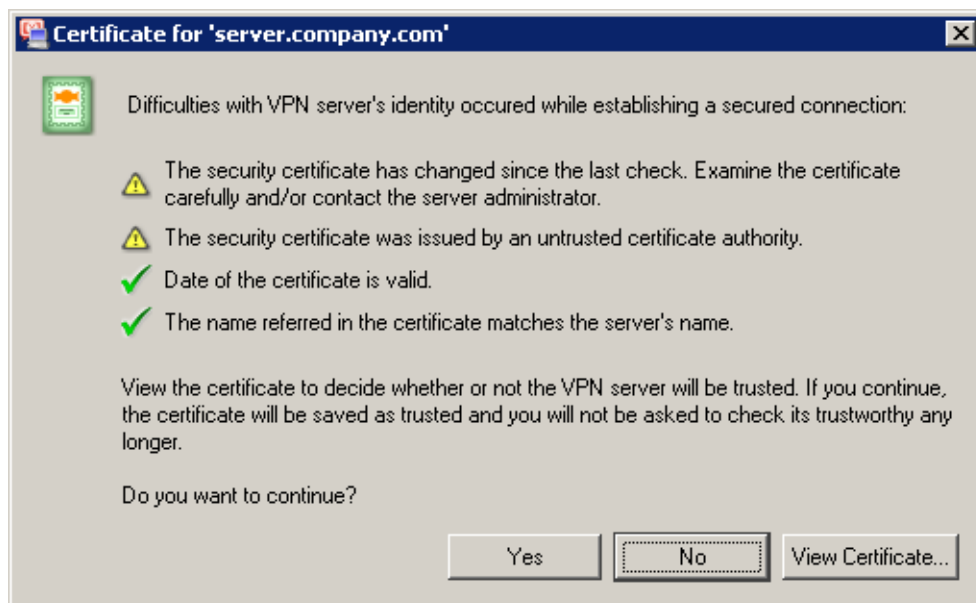 Certificate for 'server.company.com'
Difficulties with VPN server's identity occured while establishing a secured connection:
The security certificate has changed since the last check. Examine the certificate
carefully and/or contact the server administrator.
The security certificate was issued by an untrusted certificate authority.
Date of the certificate is valid.
The name referred in the certificate matches the server's name.
View the certificate to decide whether or not the VPN server will be trusted. If you continue,
the certificate will be saved as trusted and you will not be asked to check its trustworthy any
longer.
Do you want to continue?
Yes
No
View Certificate...